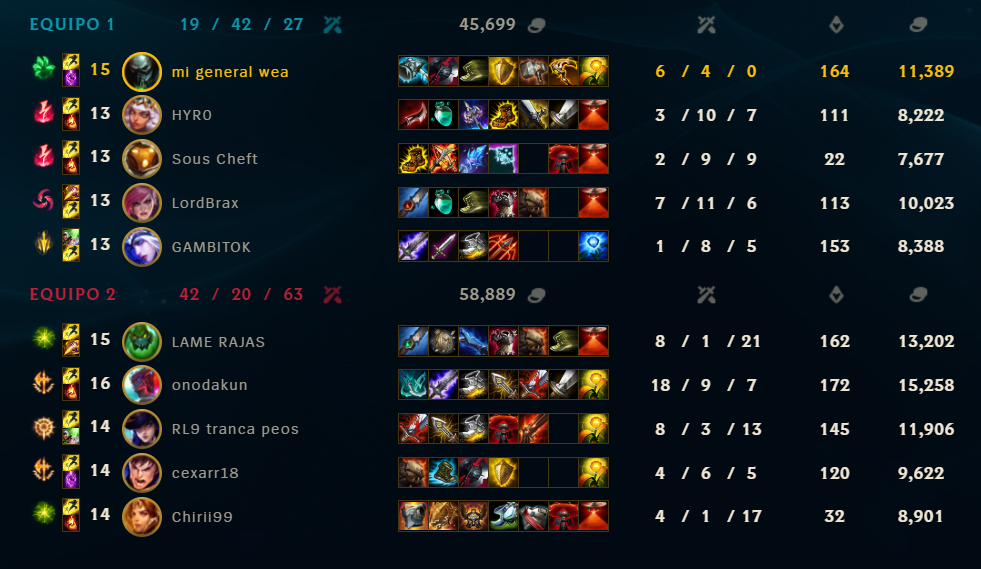 EQUIPO 1 19 / 42 / 27 45,699
15 mi general wea 6 / 4 / 0 164 11,389
13 HYR0 3 / 10 / 7 111 8,222
13 Sous Cheft 2 / 9 / 9 22 7,677
13 LordBrax 7 / 11 / 6 113 10,023
13 GAMBITOK 1 / 8 / 5 153 8,388
EQUIPO 2 42 / 20 / 63 58,889
15 LAME RAJAS 8 / 1 / 21 162 13,202
16 onodakun 18 / 9 / 7 172 15,258
14 RL9 tranca peos 8 / 3 / 13 145 11,906
14 cexarr18 4 / 6 / 5 120 9,622
14 Chirii99 4 / 1 / 17 32 8,901